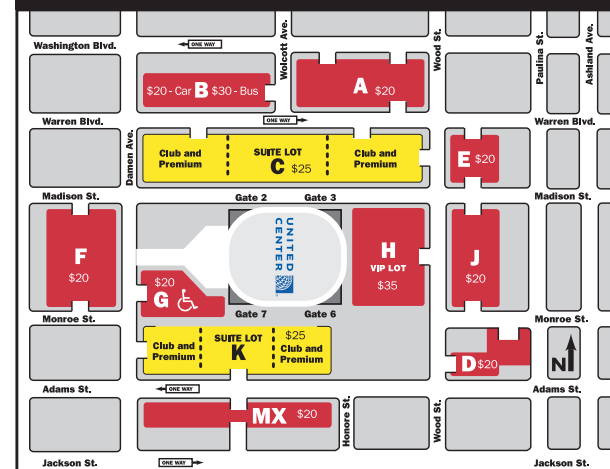 Washington Blvd.
ONE WAY
Wolcott Ave.
Wood St.
Paulina St.
Ashland Ave.
$20 - Car B $30 - Bus
A $20
Warren Blvd.
ONE WAY
Warren Blvd.
Damen Ave.
Club and
Premium
SUITE LOT
C $25
Club and
Premium
E $20
Madison St.
Gate 2
Gate 3
Madison St.
F
$20
UNITED
CENTER
H
VIP LOT
$35
J
$20
$20
G
Monroe St.
Gate 7
Gate 6
Monroe St.
Club and
Premium
SUITE LOT
K
$25
Club and
Premium
D $20
N
Adams St.
ONE WAY
Adams St.
MX $20
Honore St.
Wood St.
Jackson St.
ONE WAY
Jackson St.